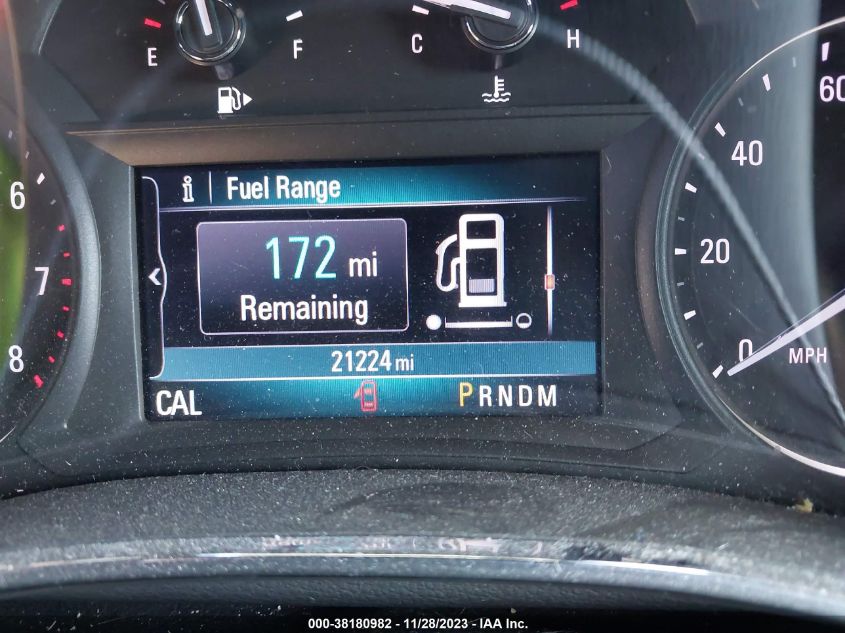 E F C H
60
40
20
0 MPH
6
7
8
i Fuel Range
172 mi
Remaining
21224 mi
CAL PRNDM
000-38180982 - 11/28/2023 - IAA Inc.